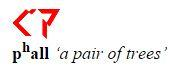 pʰall ‘a pair of trees’